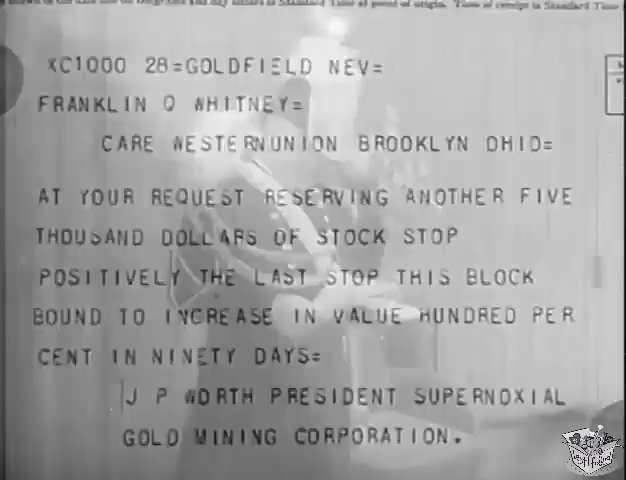 XC1000 28=GOLDFIELD NEV=
FRANKLIN O WHITNEY=
CARE WESTERNUNION BROOKLYN OHIO=
AT YOUR REQUEST RESERVING ANOTHER FIVE
THOUSAND DOLLARS OF STOCK STOP
POSITIVELY THE LAST STOP THIS BLOCK
BOUND TO INCREASE IN VALUE HUNDRED PER
CENT IN NINETY DAYS=
J P WORTH PRESIDENT SUPERNOXIAL
GOLD MINING CORPORATION.